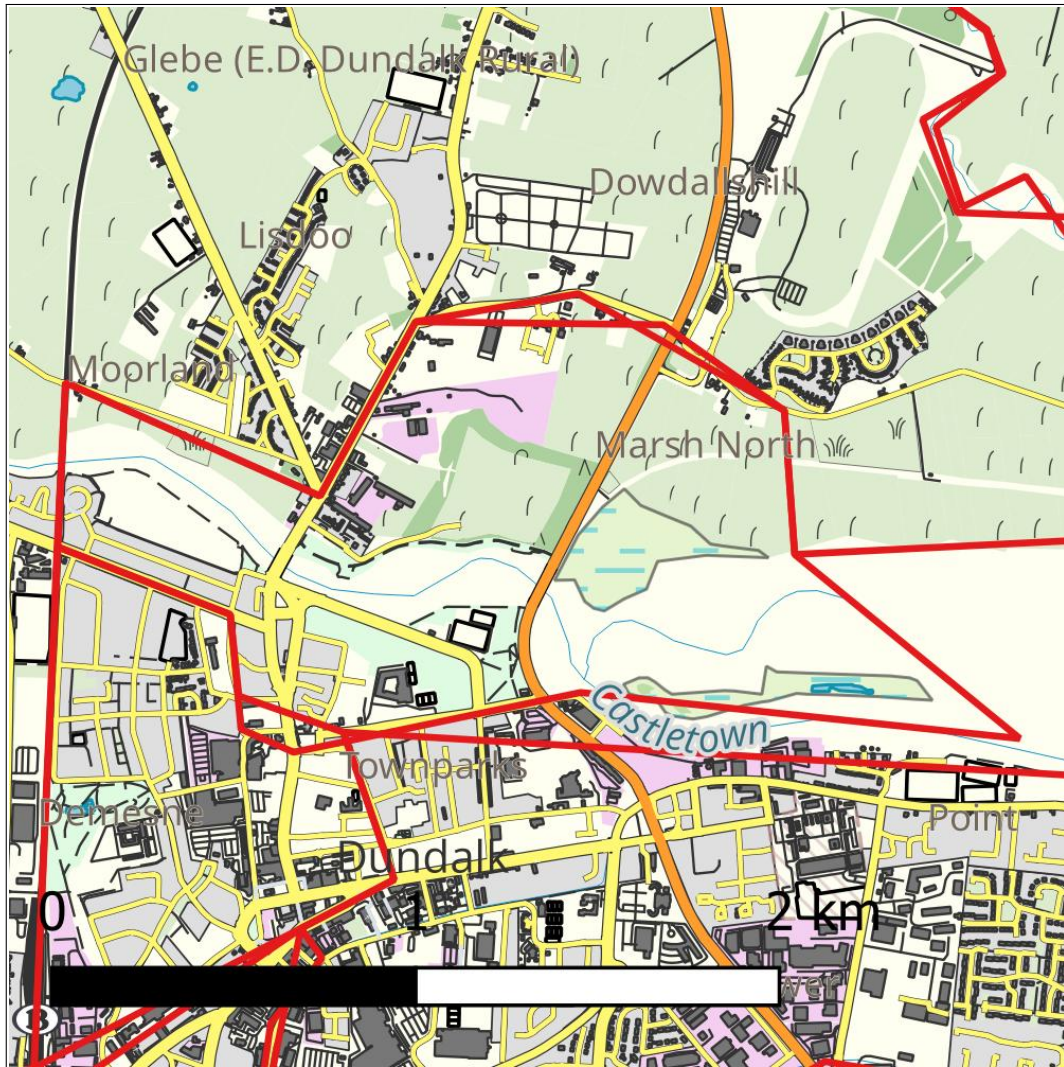 Glebe (E.D. Dundalk Rural)
Dowdallshill
Lisdoo
Moorland
Marsh North
Castletown
Townparks
Demesne
Point
Dundalk
0 1 2 km